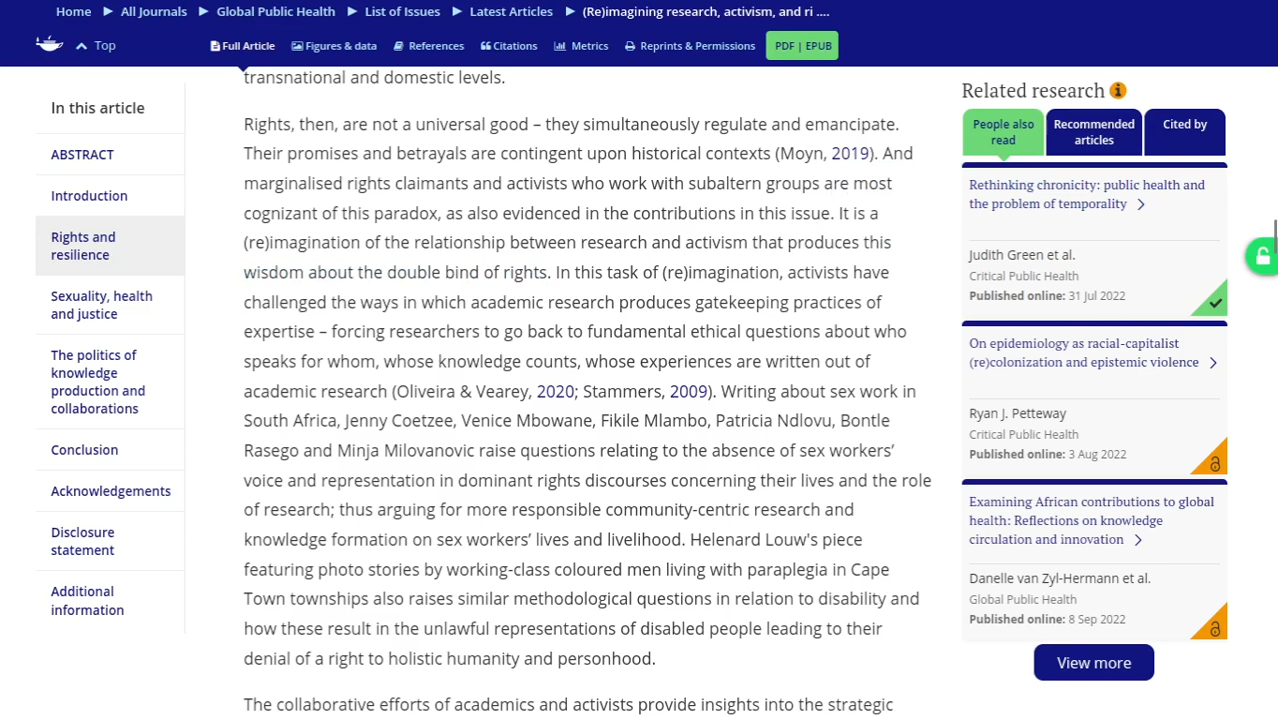 Home ▶ All Journals ▶ Global Public Health ▶ List of Issues ▶ Latest Articles ▶ (Re)imagining research, activism, and ri ....
Top
Full Article Figures & data References Citations Metrics Reprints & Permissions PDF | EPUB
In this article
ABSTRACT
Introduction
Rights and
resilience
Sexuality, health
and justice
The politics of
knowledge
production and
collaborations
Conclusion
Acknowledgements
Disclosure
statement
Additional
information
transnational and domestic levels.
Rights, then, are not a universal good – they simultaneously regulate and emancipate.
Their promises and betrayals are contingent upon historical contexts (Moyn, 2019). And
marginalised rights claimants and activists who work with subaltern groups are most
cognizant of this paradox, as also evidenced in the contributions in this issue. It is a
(re)imagination of the relationship between research and activism that produces this
wisdom about the double bind of rights. In this task of (re)imagination, activists have
challenged the ways in which academic research produces gatekeeping practices of
expertise – forcing researchers to go back to fundamental ethical questions about who
speaks for whom, whose knowledge counts, whose experiences are written out of
academic research (Oliveira & Vearey, 2020; Stammers, 2009). Writing about sex work in
South Africa, Jenny Coetzee, Venice Mbowane, Fikile Mlambo, Patricia Ndlovu, Bontle
Rasego and Minja Milovanovic raise questions relating to the absence of sex workers’
voice and representation in dominant rights discourses concerning their lives and the role
of research; thus arguing for more responsible community-centric research and
knowledge formation on sex workers’ lives and livelihood. Helenard Louw's piece
featuring photo stories by working-class coloured men living with paraplegia in Cape
Town townships also raises similar methodological questions in relation to disability and
how these result in the unlawful representations of disabled people leading to their
denial of a right to holistic humanity and personhood.
The collaborative efforts of academics and activists provide insights into the strategic
Related research
People also
read
Recommended
articles
Cited by
Rethinking chronicity: public health and
the problem of temporality
Judith Green et al.
Critical Public Health
Published online: 31 Jul 2022
On epidemiology as racial-capitalist
(re)colonization and epistemic violence
Ryan J. Petteway
Critical Public Health
Published online: 3 Aug 2022
Examining African contributions to global
health: Reflections on knowledge
circulation and innovation
Danelle van Zyl-Hermann et al.
Global Public Health
Published online: 8 Sep 2022
View more